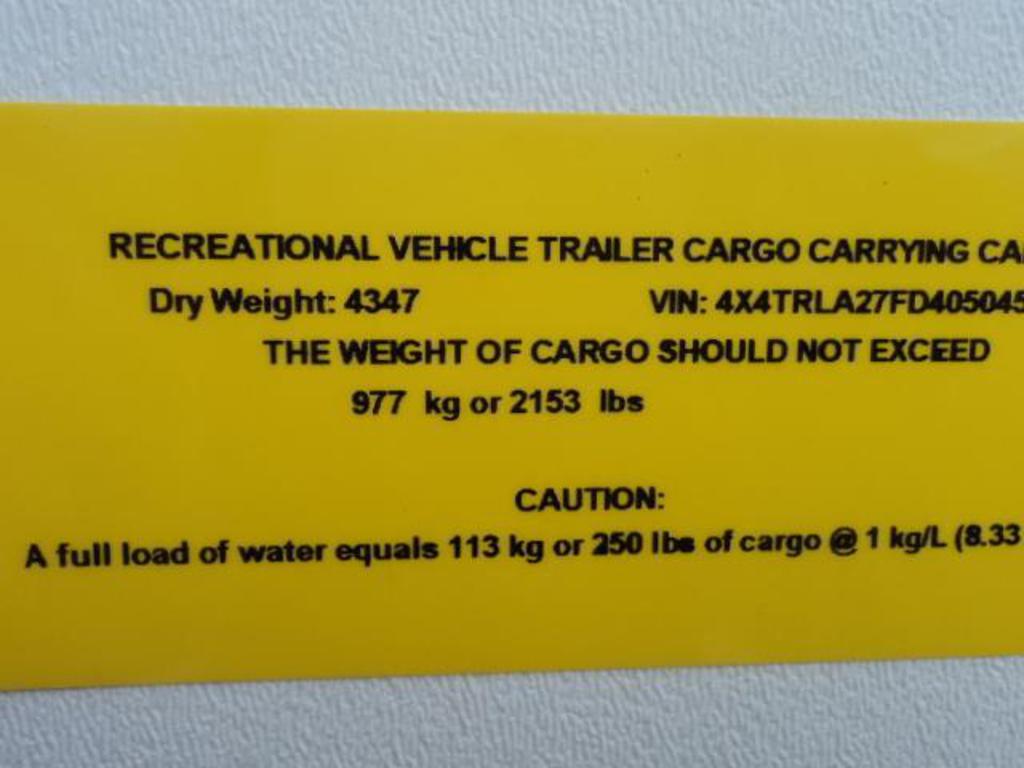 RECREATIONAL VEHICLE TRAILER CARGO CARRYING CA
Dry Weight: 4347 VIN: 4X4TRLA27FD405045
THE WEIGHT OF CARGO SHOULD NOT EXCEED
977 kg or 2153 lbs
CAUTION:
A full load of water equals 113 kg or 250 lbs of cargo @ 1 kg/L (8.33